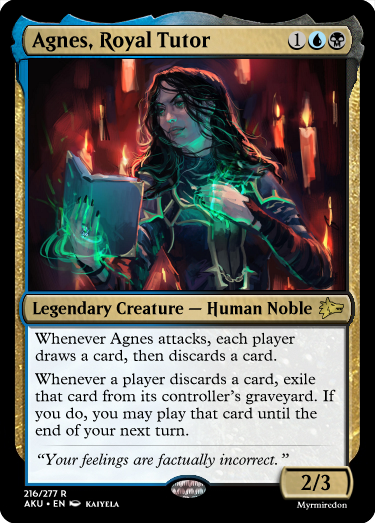 Agnes, Royal Tutor 1
Legendary Creature — Human Noble
Whenever Agnes attacks, each player
draws a card, then discards a card.
Whenever a player discards a card, exile
that card from its controller's graveyard. If
you do, you may play that card until the
end of your next turn.
“Your feelings are factually incorrect.”
2/3
216/277 R
AKU • EN KAIYELA
Myrmiredon